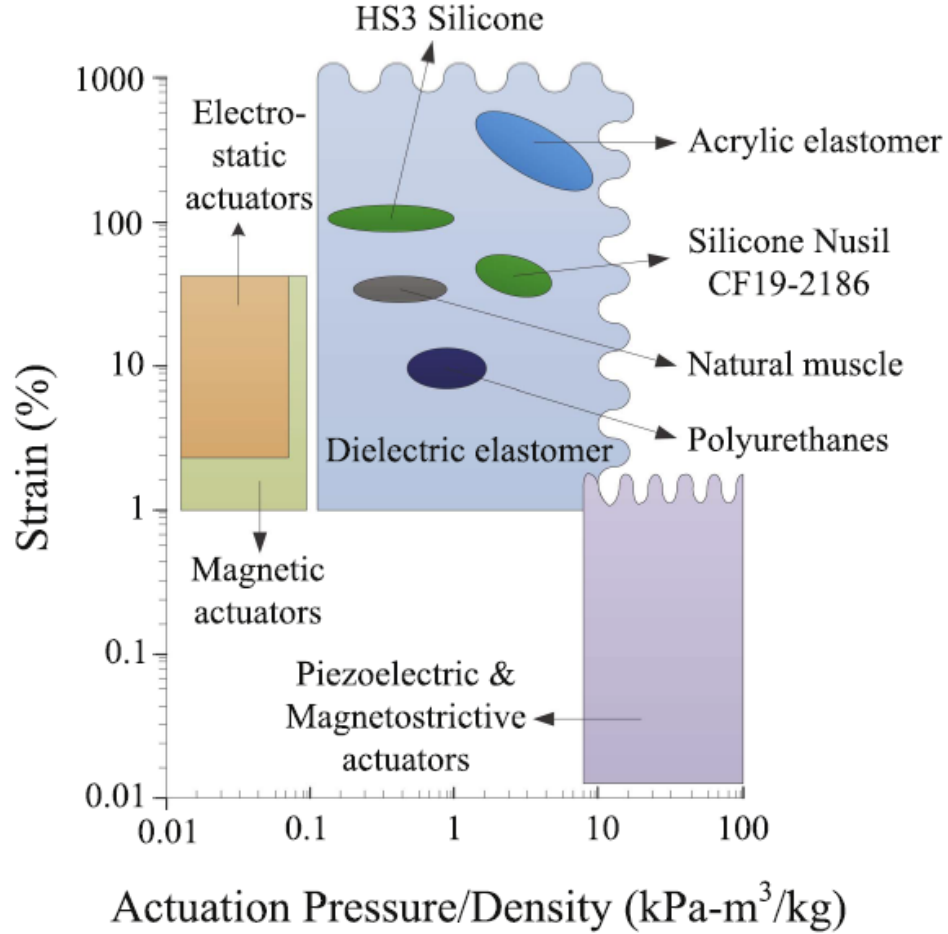 HS3 Silicone
1000
Electro-
static
actuators
Acrylic elastomer
100
Silicone Nusil
CF19-2186
10
Natural muscle
Polyurethanes
Dielectric elastomer
Strain (%)
1
Magnetic
actuators
0.1
Piezoelectric &
Magnetostrictive
actuators
0.01
0.01 0.1 1 10 100
Actuation Pressure/Density (kPa-m³/kg)